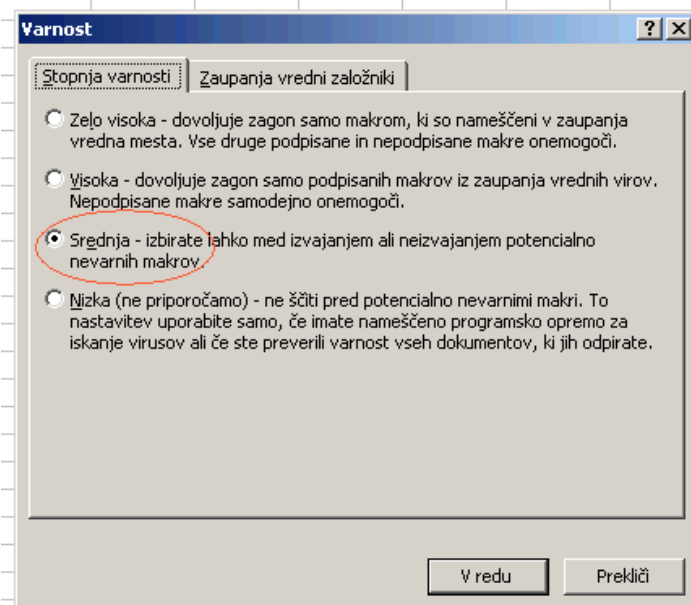 Varnost
Stopnja varnosti
Zaupanja vredni založniki
Zelo visoka - dovoljuje zagon samo makrom, ki so nameščeni v zaupanja
vredna mesta. Vse druge podpisane in nepodpisane makre onemogoči.
Visoka - dovoljuje zagon samo podpisanih makrov iz zaupanja vrednih virov.
Nepodpisane makre samodejno onemogoči.
Srednja - izbirate lahko med izvajanjem ali neizvajanjem potencialno
nevarnih makrov.
Nizka (ne priporočamo) - ne ščiti pred potencialno nevarnimi makri. To
nastavitev uporabite samo, če imate nameščeno programsko opremo za
iskanje virusov ali če ste preverili varnost vseh dokumentov, ki jih odpirate.
V redu
Prekliči